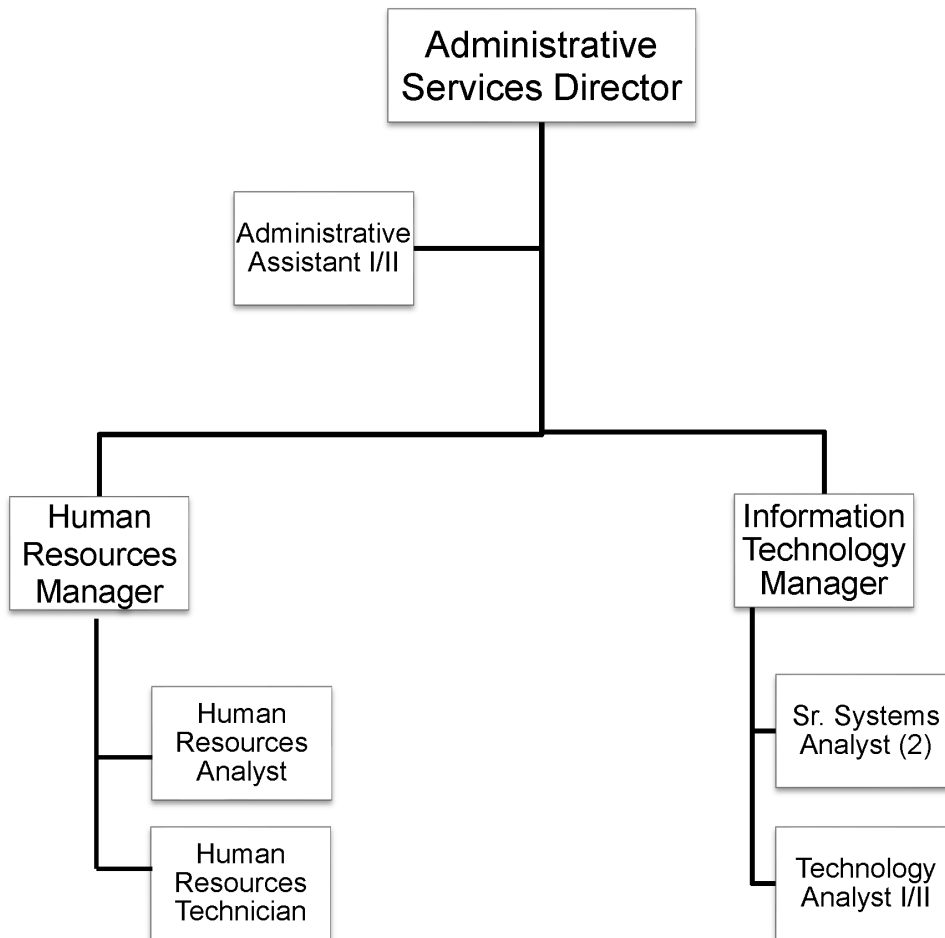 Administrative
Services Director
Administrative
Assistant I/II
Human
Resources
Manager
Information
Technology
Manager
Human
Resources
Analyst
Sr. Systems
Analyst (2)
Human
Resources
Technician
Technology
Analyst I/II